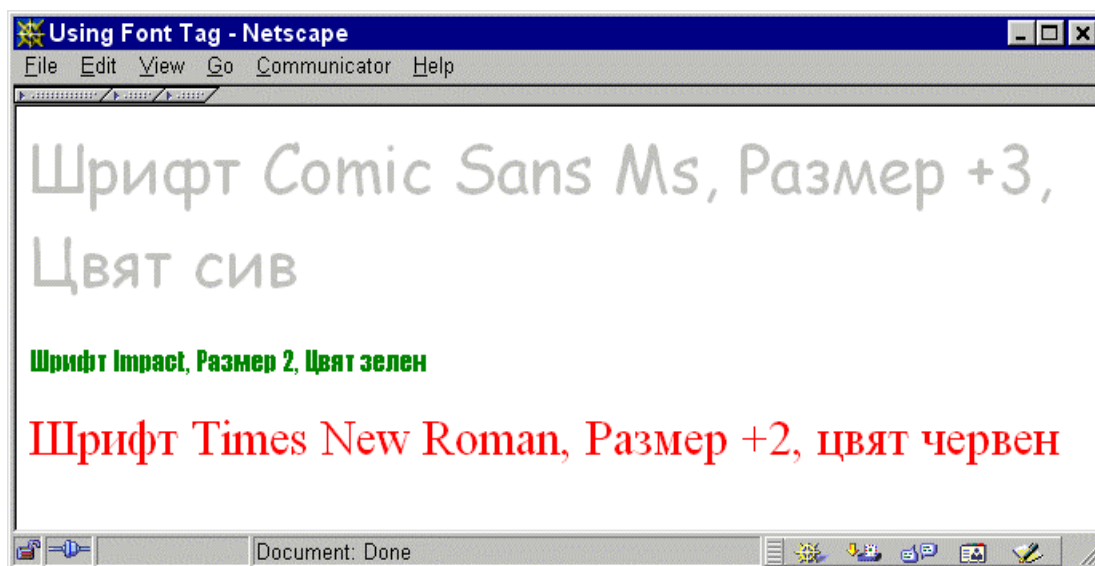 Using Font Tag - Netscape
File Edit View Go Communicator Help
Шрифт Comic Sans Ms, Размер +3,
Цвят сив
Шрифт Impact, Размер 2, Цвят зелен
Шрифт Times New Roman, Размер +2, цвят червен
Document: Done